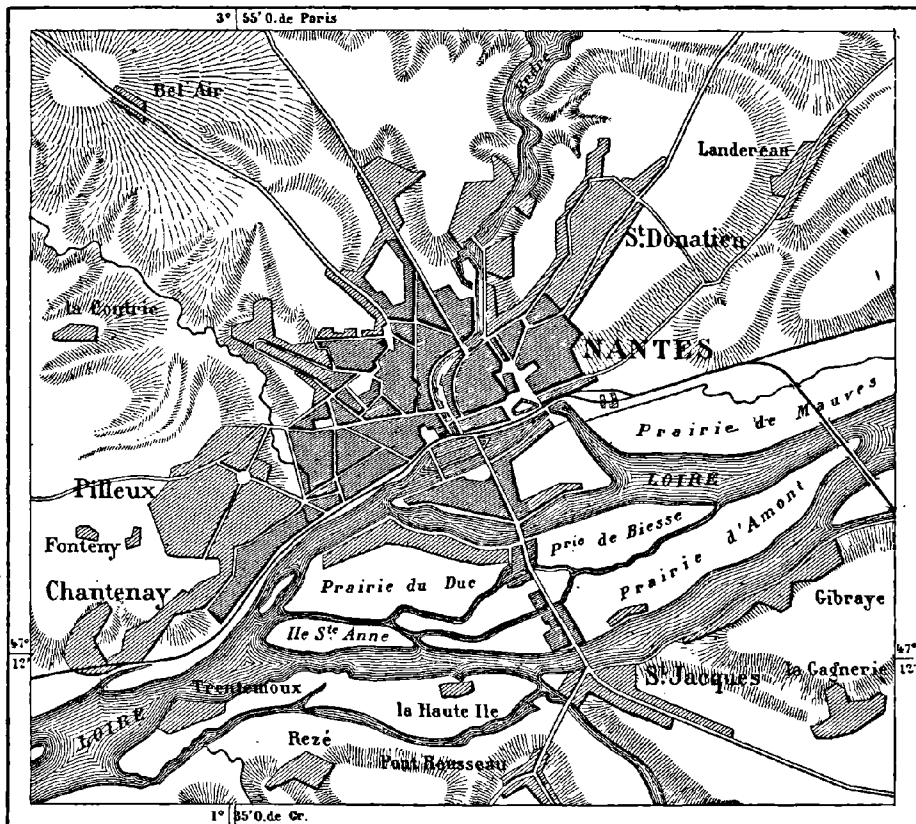 3° 55' O. de Paris
Bel Air
Erdre
Landereau
St. Donatien
la Contrie
NANTES
Prairie de Mauves
LOIRE
Pilleux
Prie de Biesse
Prairie d'Amont
Fonteny
Chantenay
Prairie du Duc
Gibraye
Ile Ste Anne
47°
12'
47°
12'
St. Jacques
la Gagnerie
Trentemoux
la Haute Ile
LOIRE
Rezé
Pont Rousseau
1° 35' O. de Gr.